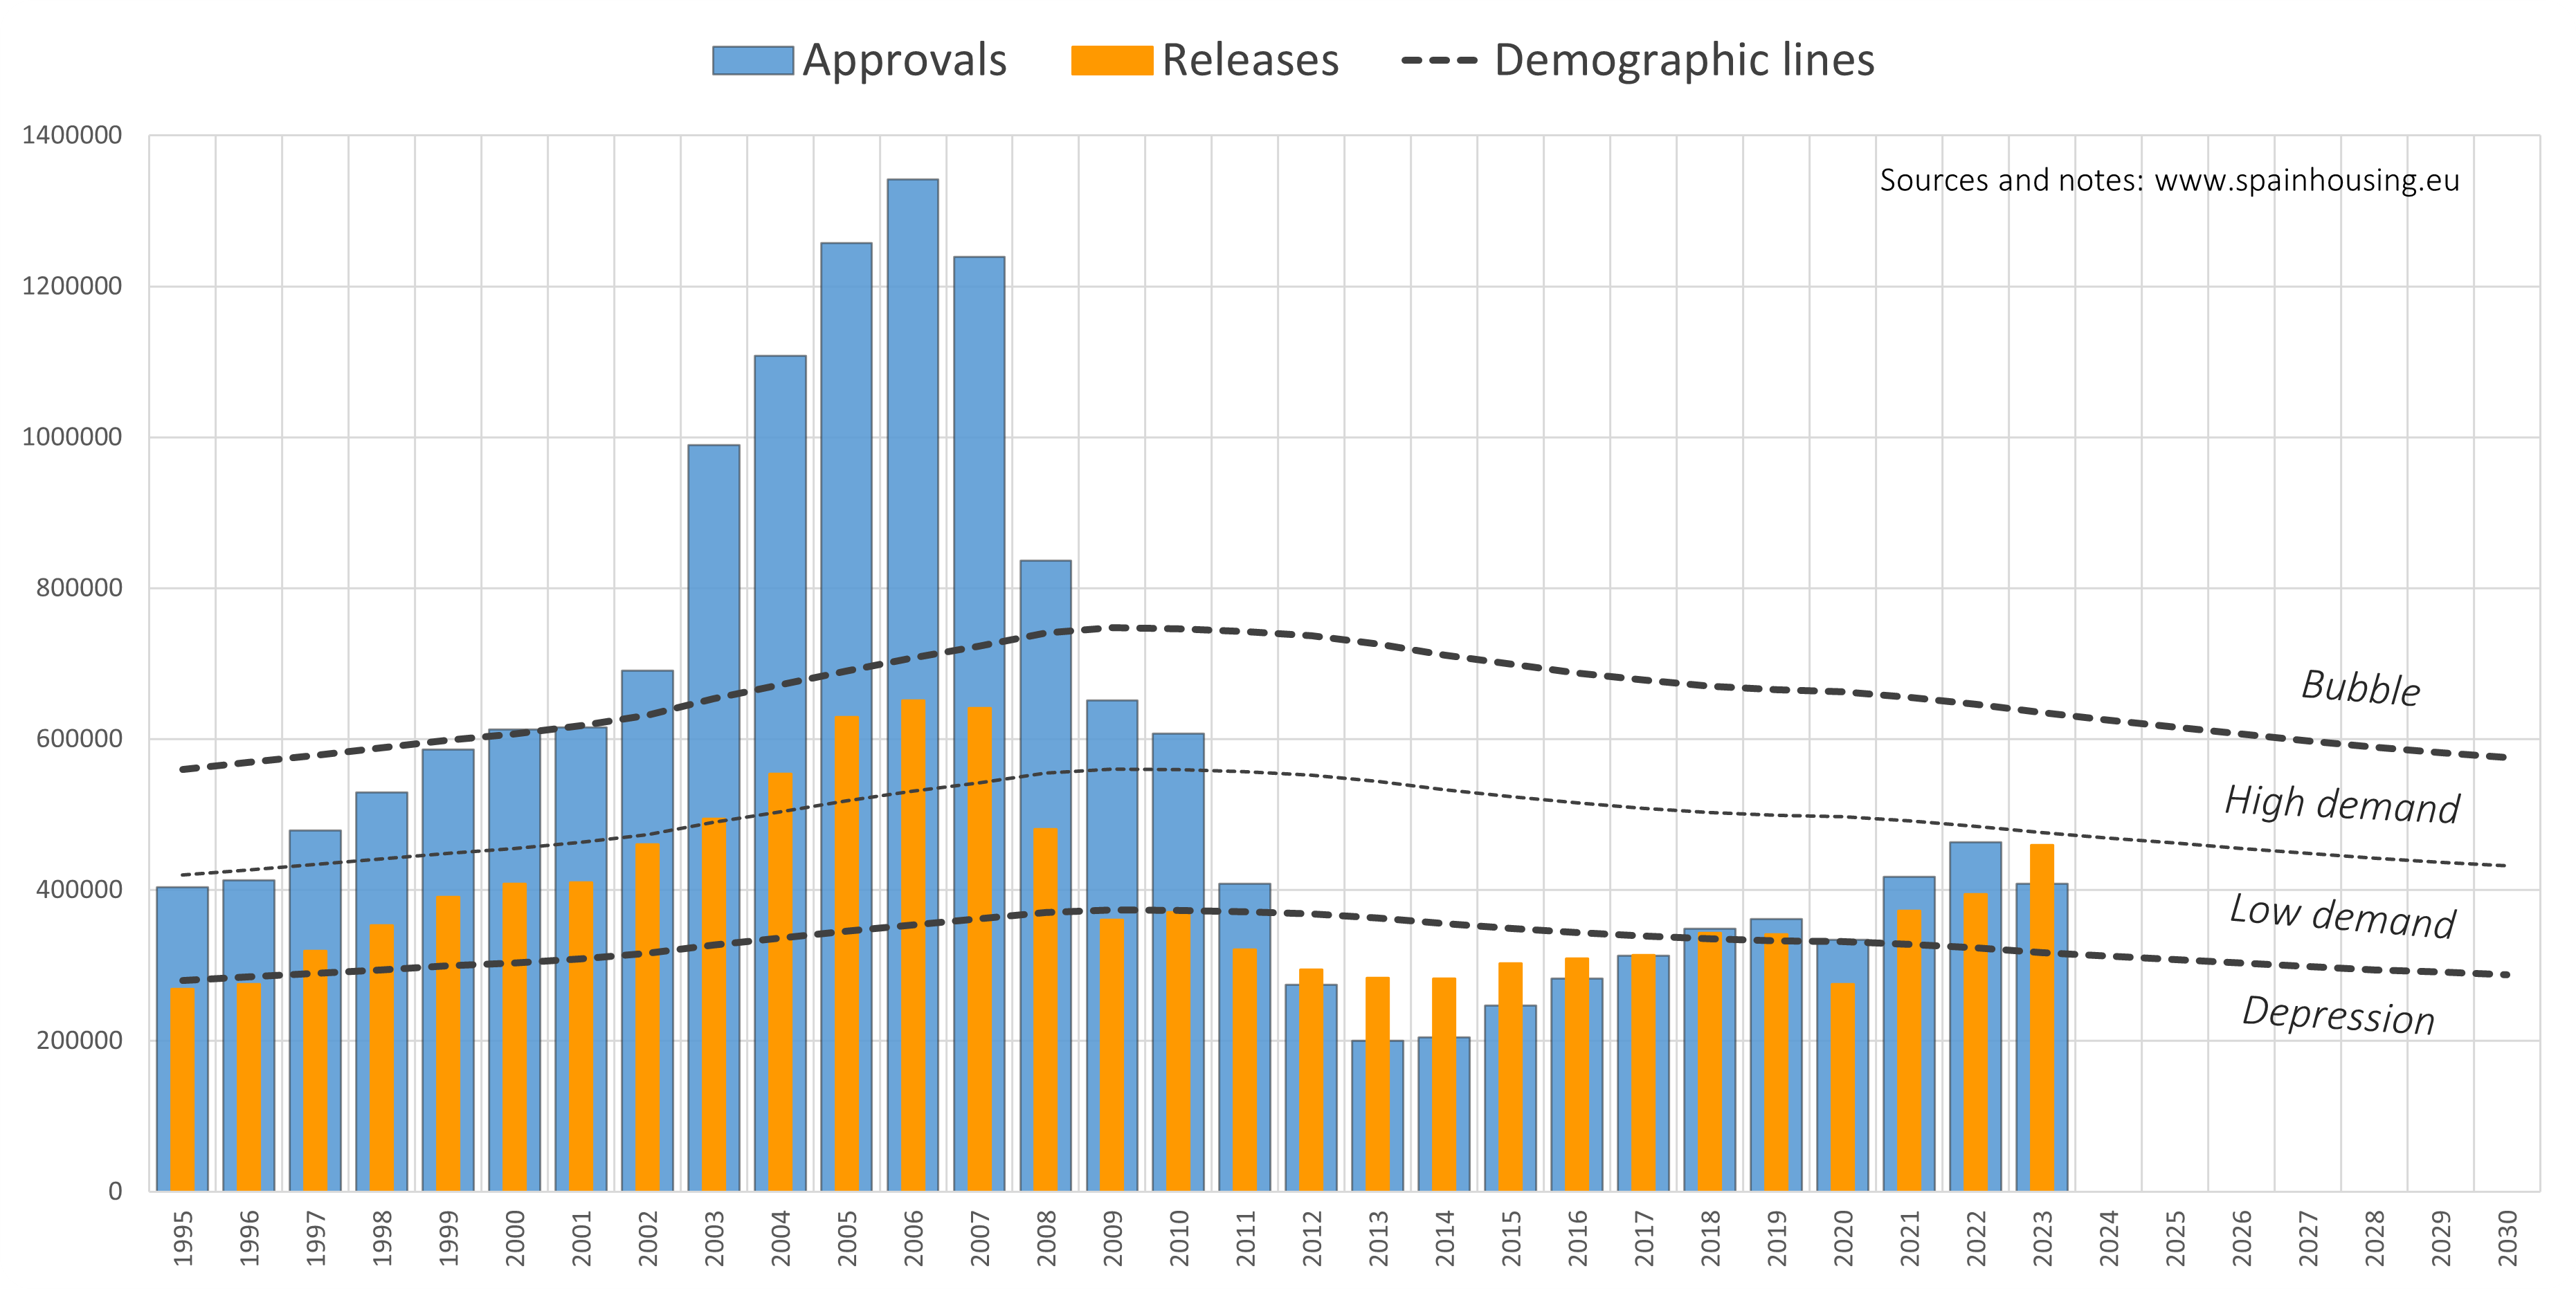 Approvals Releases Demographic lines
1400000
Sources and notes: www.spainhousing.eu
1200000
1000000
800000
Bubble
600000
High demand
400000
Low demand
Depression
200000
0
1995 1996 1997 1998 1999 2000 2001 2002 2003 2004 2005 2006 2007 2008 2009 2010 2011 2012 2013 2014 2015 2016 2017 2018 2019 2020 2021 2022 2023 2024 2025 2026 2027 2028 2029 2030